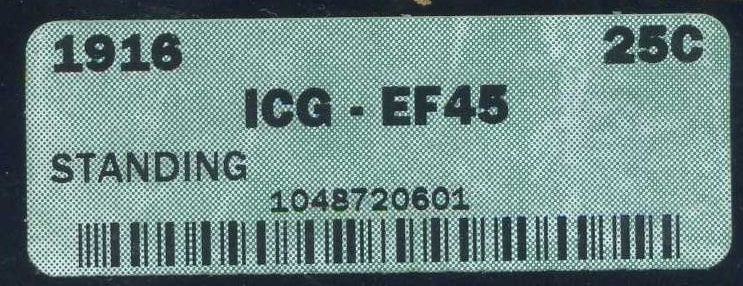 1916 25C
ICG - EF45
STANDING
1048720601